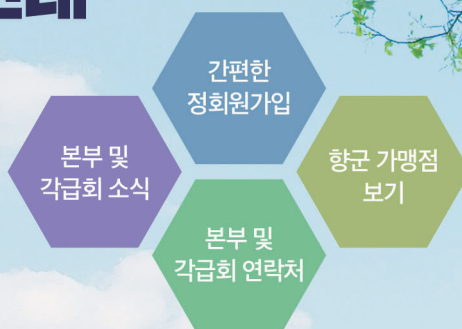 간편한
정회원가입
본부 및
각급회 소식
향군 가맹점
보기
본부 및
각급회 연락처